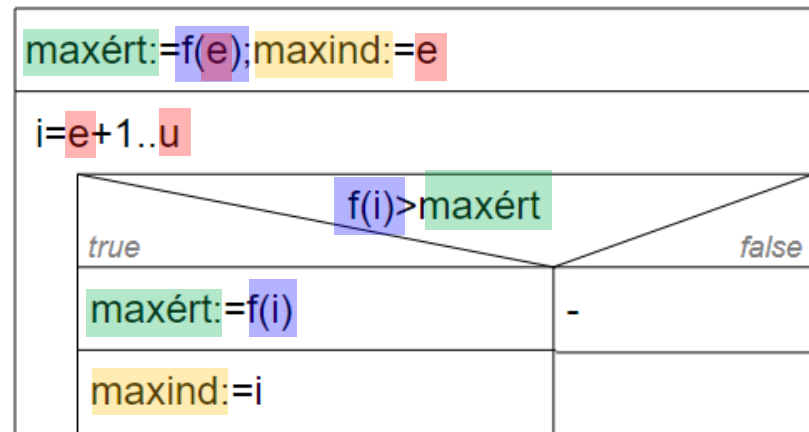 maxért:=f(e);maxind:=e
i=e+1..u
f(i)>maxért
true false
maxért:=f(i) -
maxind:=i